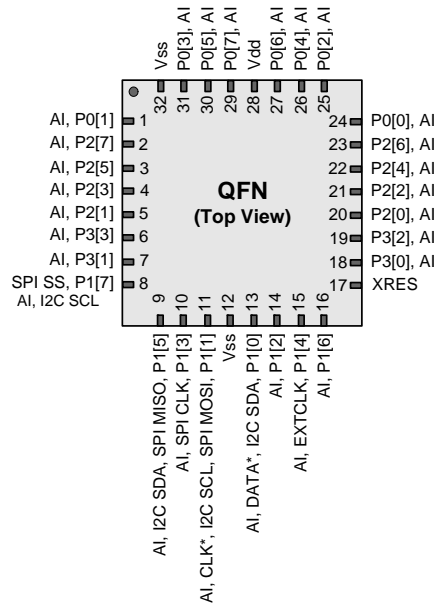 Vss
P0[3], AI
P0[5], AI
P0[7], AI
Vdd
P0[6], AI
P0[4], AI
P0[2], AI
32
31
30
29
28
27
26
25
AI, P0[1]
1
24
P0[0], AI
AI, P2[7]
2
23
P2[6], AI
AI, P2[5]
3
22
P2[4], AI
AI, P2[3]
4
QFN
21
P2[2], AI
AI, P2[1]
5
(Top View)
20
P2[0], AI
AI, P3[3]
6
19
P3[2], AI
AI, P3[1]
7
18
P3[0], AI
SPI SS, P1[7]
8
17
XRES
AI, I2C SCL
9
10
11
12
13
14
15
16
AI, I2C SDA, SPI MISO, P1[5]
AI, SPI CLK, P1[3]
AI, CLK*, I2C SCL, SPI MOSI, P1[1]
Vss
AI, DATA*, I2C SDA, P1[0]
AI, P1[2]
AI, EXTCLK, P1[4]
AI, P1[6]